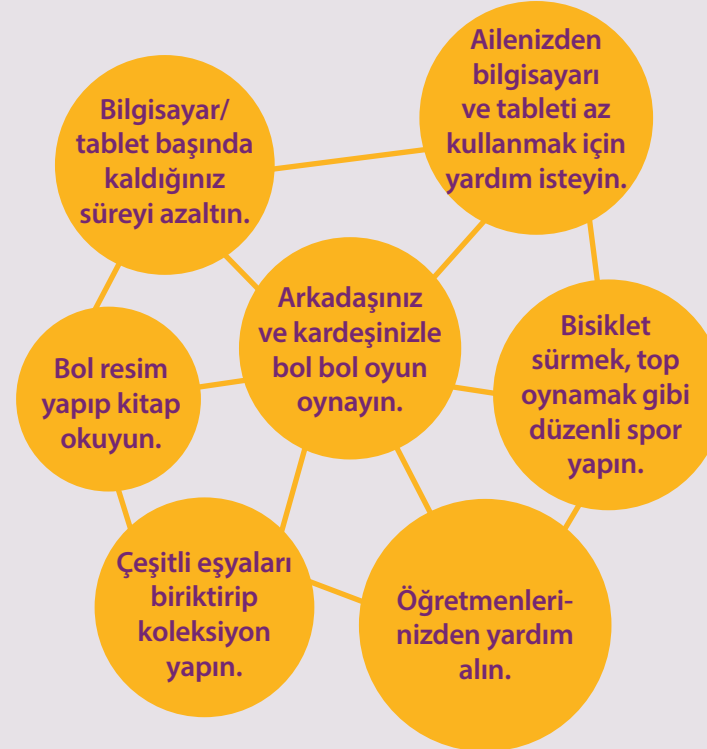 Ailenizden
bilgisayarı
ve tableti az
kullanmak için
yardım isteyin.
Bilgisayar/
tablet başında
kaldığınız
süreyi azaltın.
Arkadaşınız
ve kardeşinizle
bol bol oyun
oynayın.
Bisiklet
sürmek, top
oynamak gibi
düzenli spor
yapın.
Bol resim
yapıp kitap
okuyun.
Çeşitli eşyaları
biriktirip
koleksiyon
yapın.
Öğretmenleri-
nizden yardım
alın.